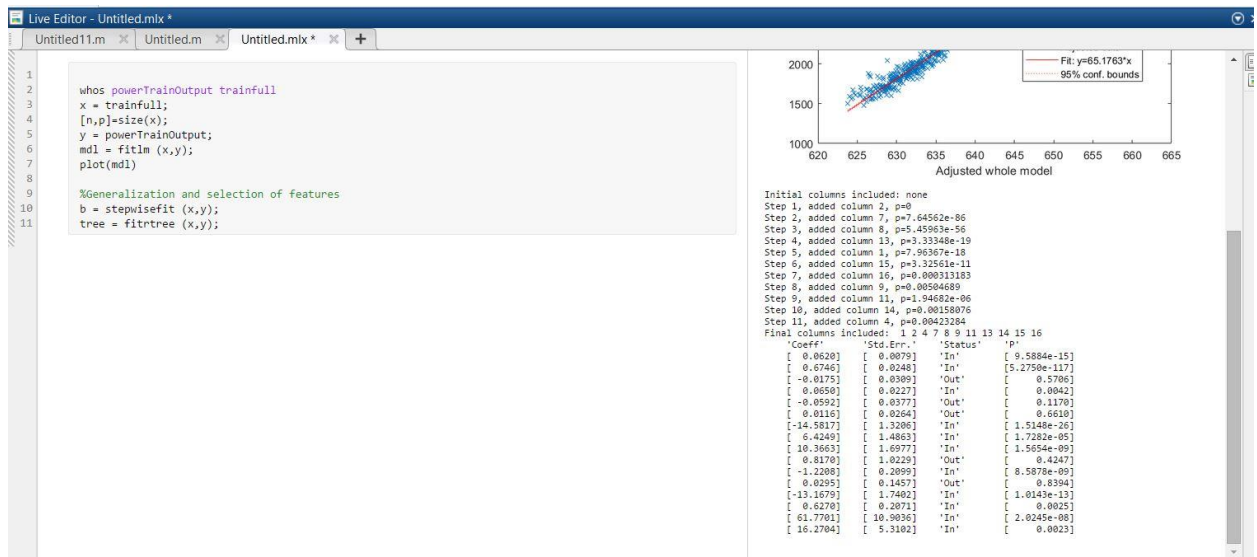 Live Editor - Untitled.mlx *
Untitled11.m Untitled.m Untitled.mlx * +
1
2 whos powerTrainOutput trainfull
3 x = trainfull;
4 [n,p]=size(x);
5 y = powerTrainOutput;
6 mdl = fitlm (x,y);
7 plot(mdl)
8
9 %Generalization and selection of features
10 b = stepwisefit (x,y);
11 tree = fitrtree (x,y);
Fit: y=65.1763*x
95% conf. bounds
2000
1500
1000
620 625 630 635 640 645 650 655 660 665
Adjusted whole model
Initial columns included: none
Step 1, added column 2, p=0
Step 2, added column 7, p=7.64562e-86
Step 3, added column 8, p=5.45963e-56
Step 4, added column 13, p=3.33348e-19
Step 5, added column 1, p=7.96367e-18
Step 6, added column 15, p=3.32561e-11
Step 7, added column 16, p=0.000313183
Step 8, added column 9, p=0.00504689
Step 9, added column 11, p=1.94682e-06
Step 10, added column 14, p=0.00158076
Step 11, added column 4, p=0.00423284
Final columns included: 1 2 4 7 8 9 11 13 14 15 16
'Coeff' 'Std.Err.' 'Status' 'P'
[ 0.0620] [ 0.0079] 'In' [ 9.5884e-15]
[ 0.6746] [ 0.0248] 'In' [5.2750e-117]
[ -0.0175] [ 0.0309] 'Out' [ 0.5706]
[ 0.0650] [ 0.0227] 'In' [ 0.0042]
[ -0.0592] [ 0.0377] 'Out' [ 0.1170]
[ 0.0116] [ 0.0264] 'Out' [ 0.6610]
[-14.5817] [ 1.3206] 'In' [ 1.5148e-26]
[ 6.4249] [ 1.4863] 'In' [ 1.7282e-05]
[ 10.3663] [ 1.6977] 'In' [ 1.5654e-09]
[ 0.8170] [ 1.0229] 'Out' [ 0.4247]
[ -1.2208] [ 0.2099] 'In' [ 8.5878e-09]
[ 0.0295] [ 0.1457] 'Out' [ 0.8394]
[-13.1679] [ 1.7402] 'In' [ 1.0143e-13]
[ 0.6270] [ 0.2071] 'In' [ 0.0025]
[ 61.7701] [ 10.9036] 'In' [ 2.0245e-08]
[ 16.2704] [ 5.3102] 'In' [ 0.0023]